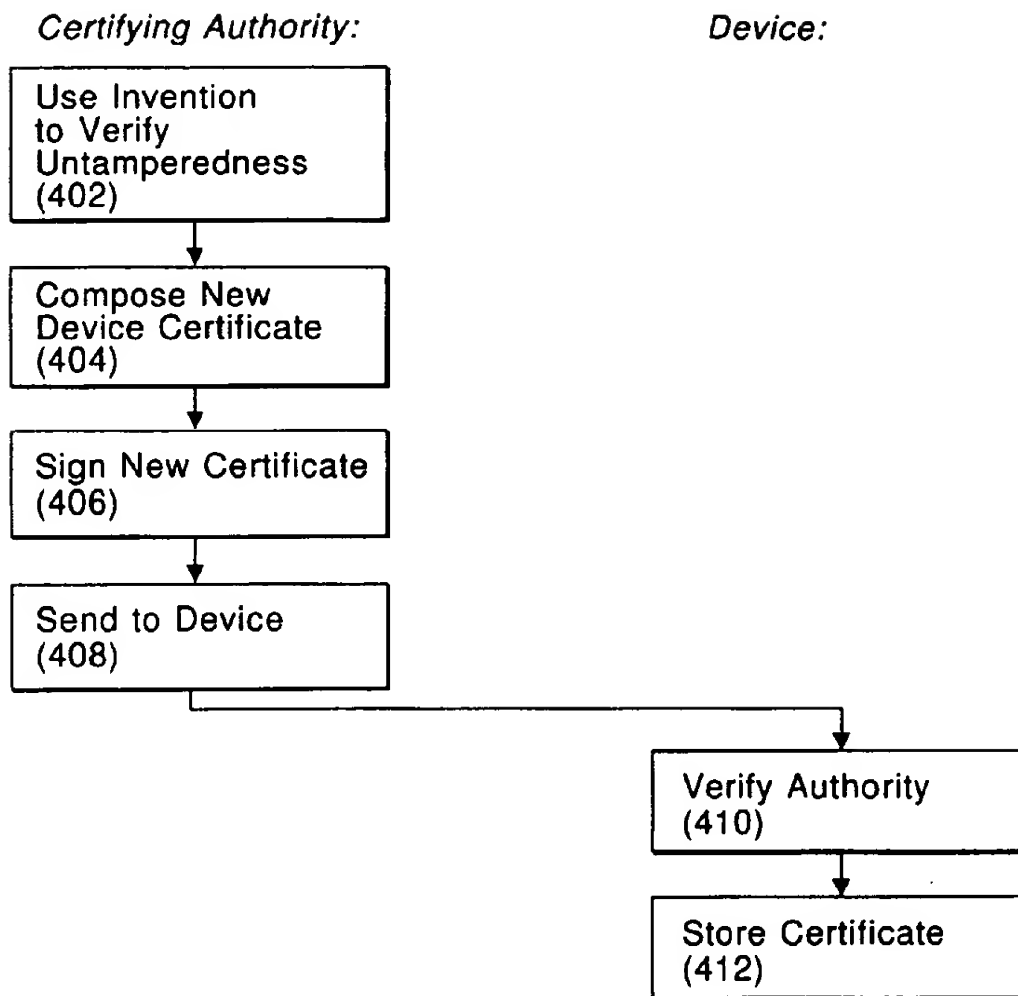 Certifying Authority:
Device:
Use Invention
to Verify
Untamperedness
(402)
Compose New
Device Certificate
(404)
Sign New Certificate
(406)
Send to Device
(408)
Verify Authority
(410)
Store Certificate
(412)